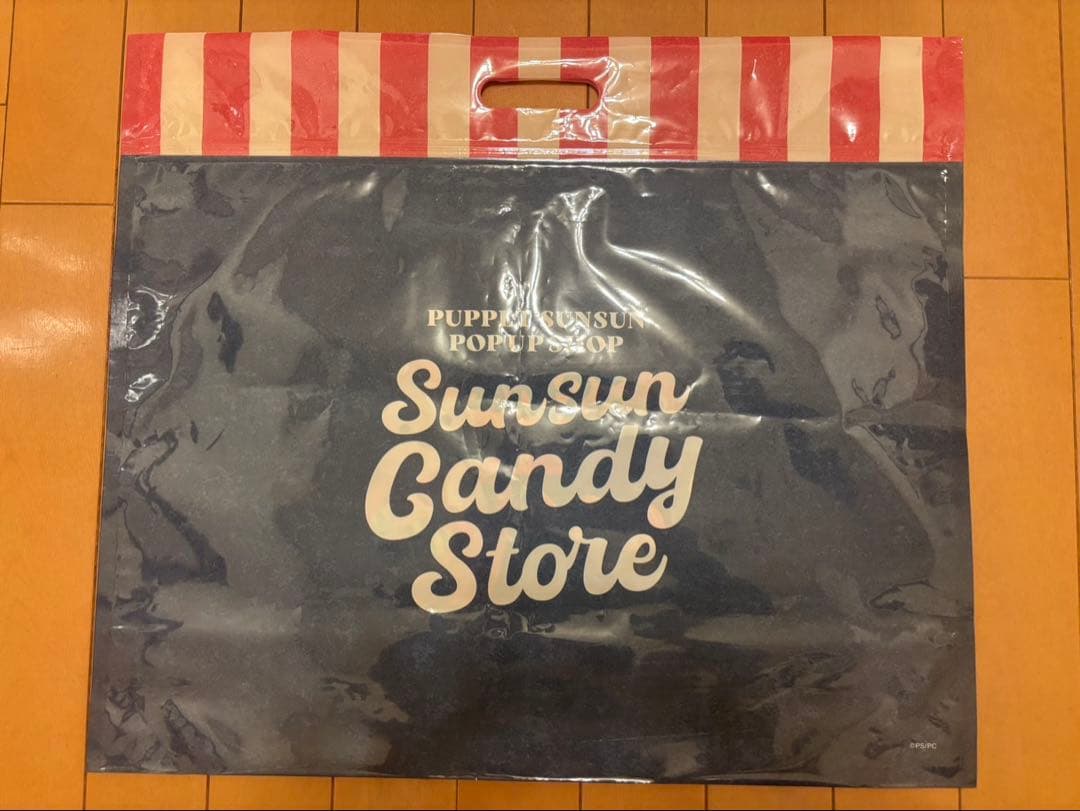 PUPPET SUNSUN
POPUP SHOP
Sunsun
Candy
Store
©PS/PC